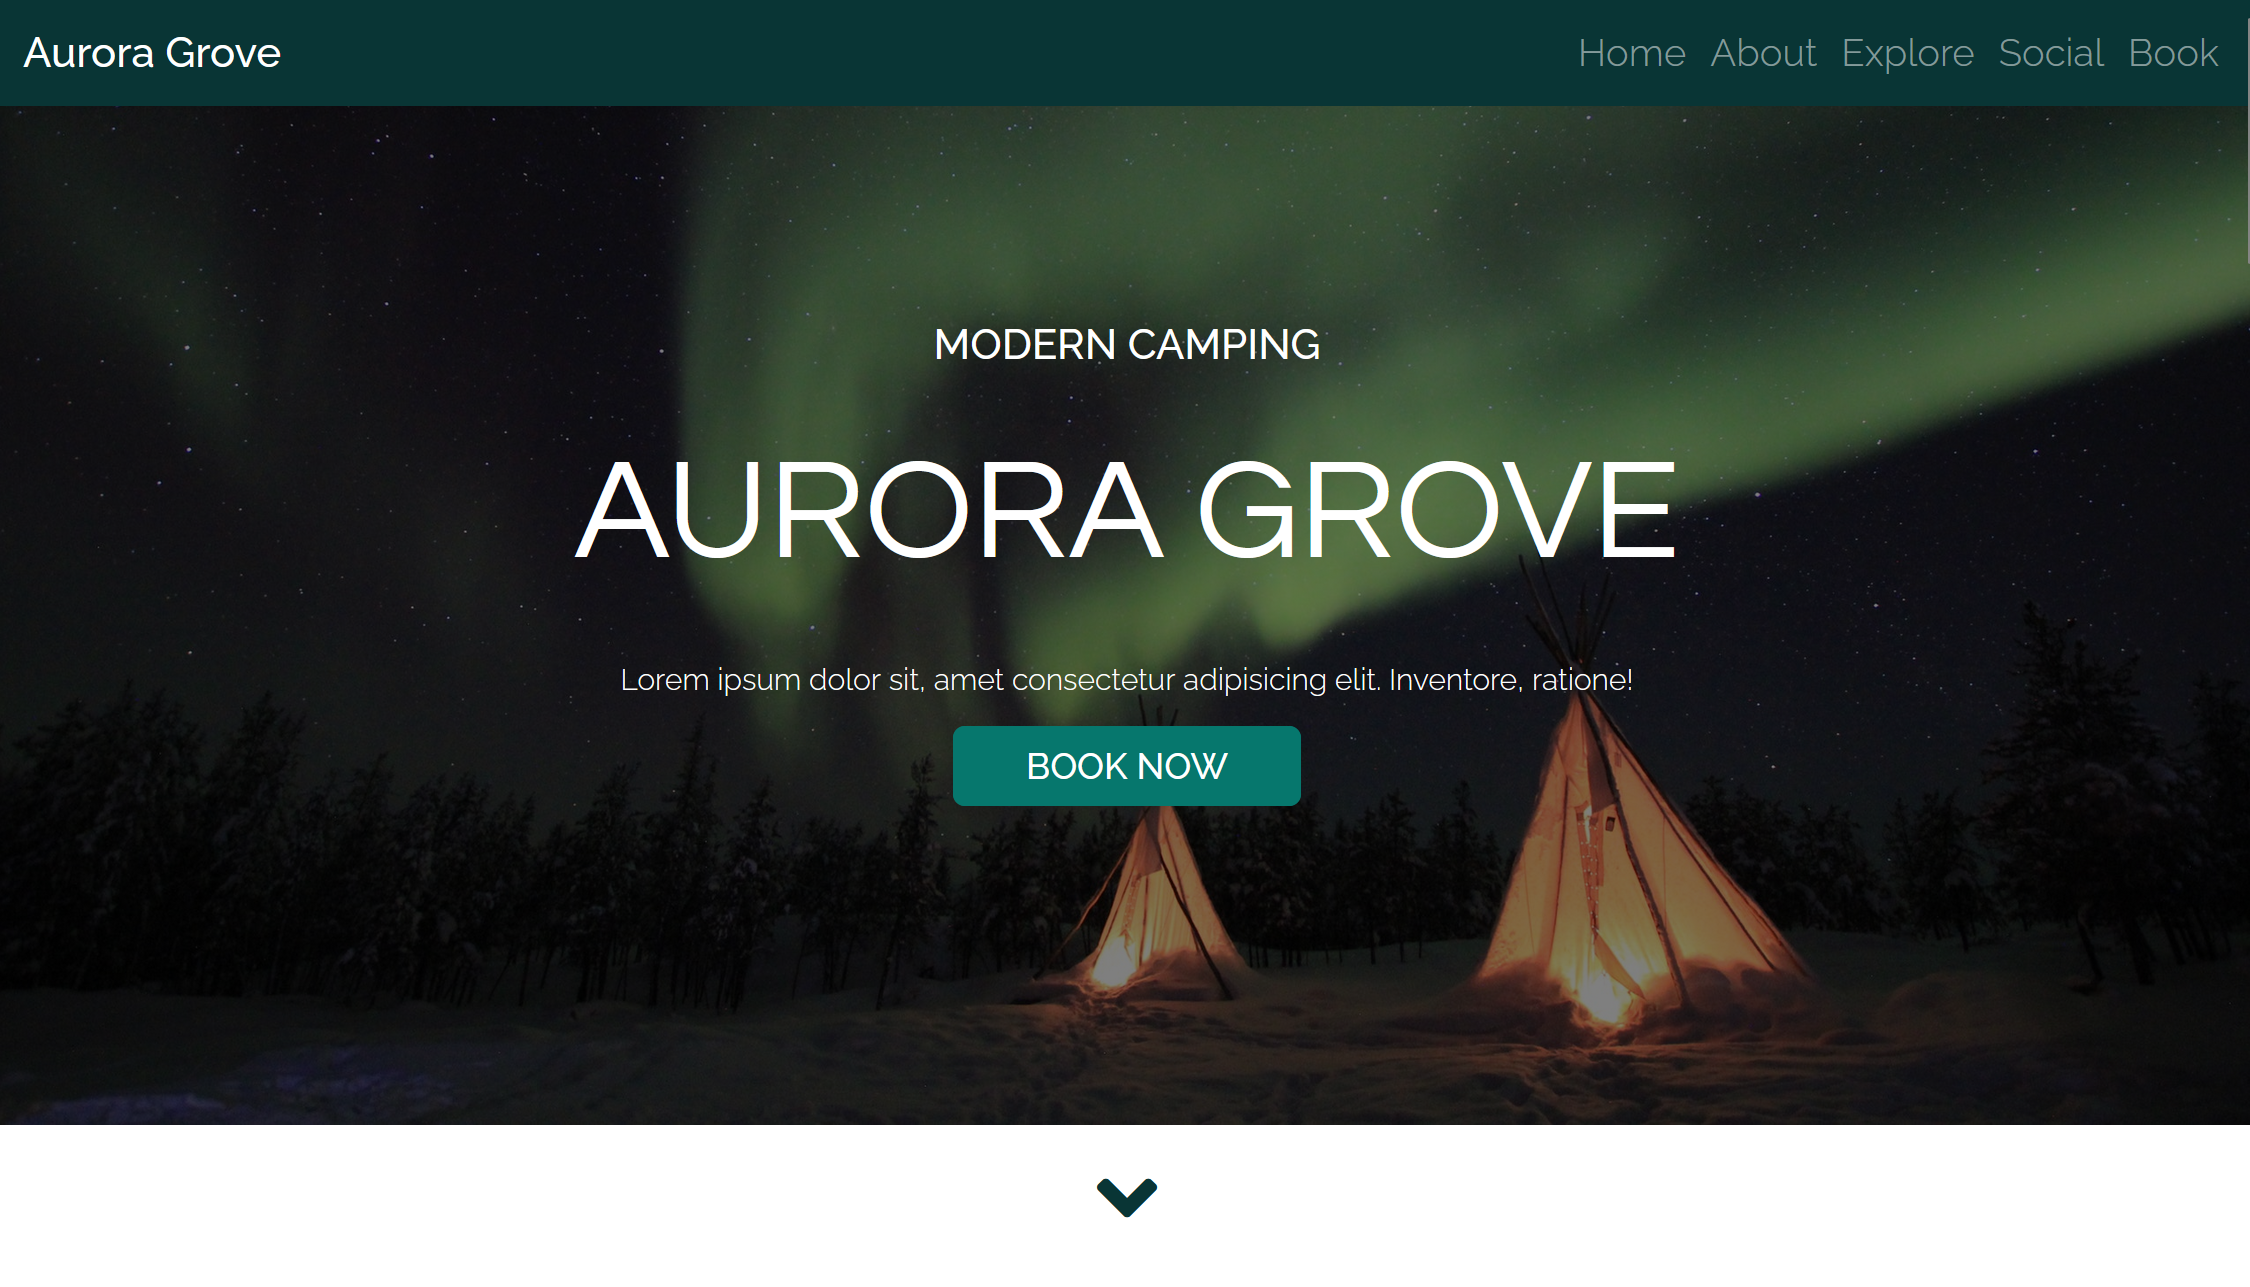 Aurora Grove
Home About Explore Social Book
MODERN CAMPING
AURORA GROVE
Lorem ipsum dolor sit, amet consectetur adipisicing elit. Inventore, ratione!
BOOK NOW